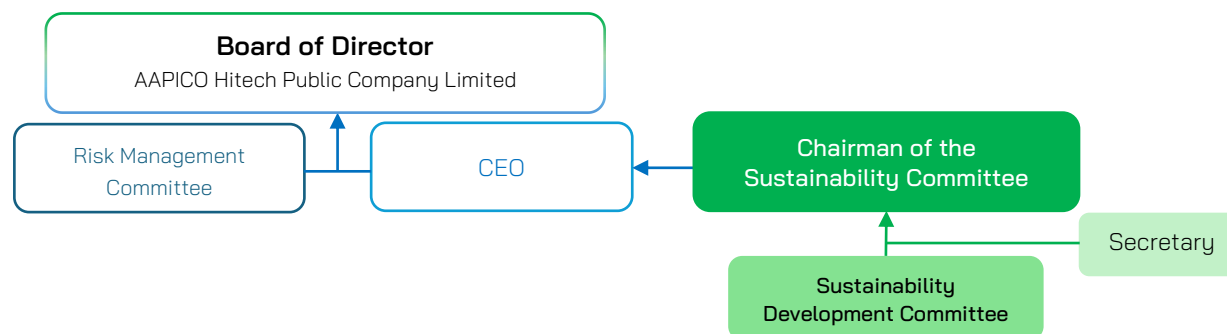 Board of Director
AAPICO Hitech Public Company Limited
Risk Management
Committee
CEO
Chairman of the
Sustainability Committee
Secretary
Sustainability
Development Committee